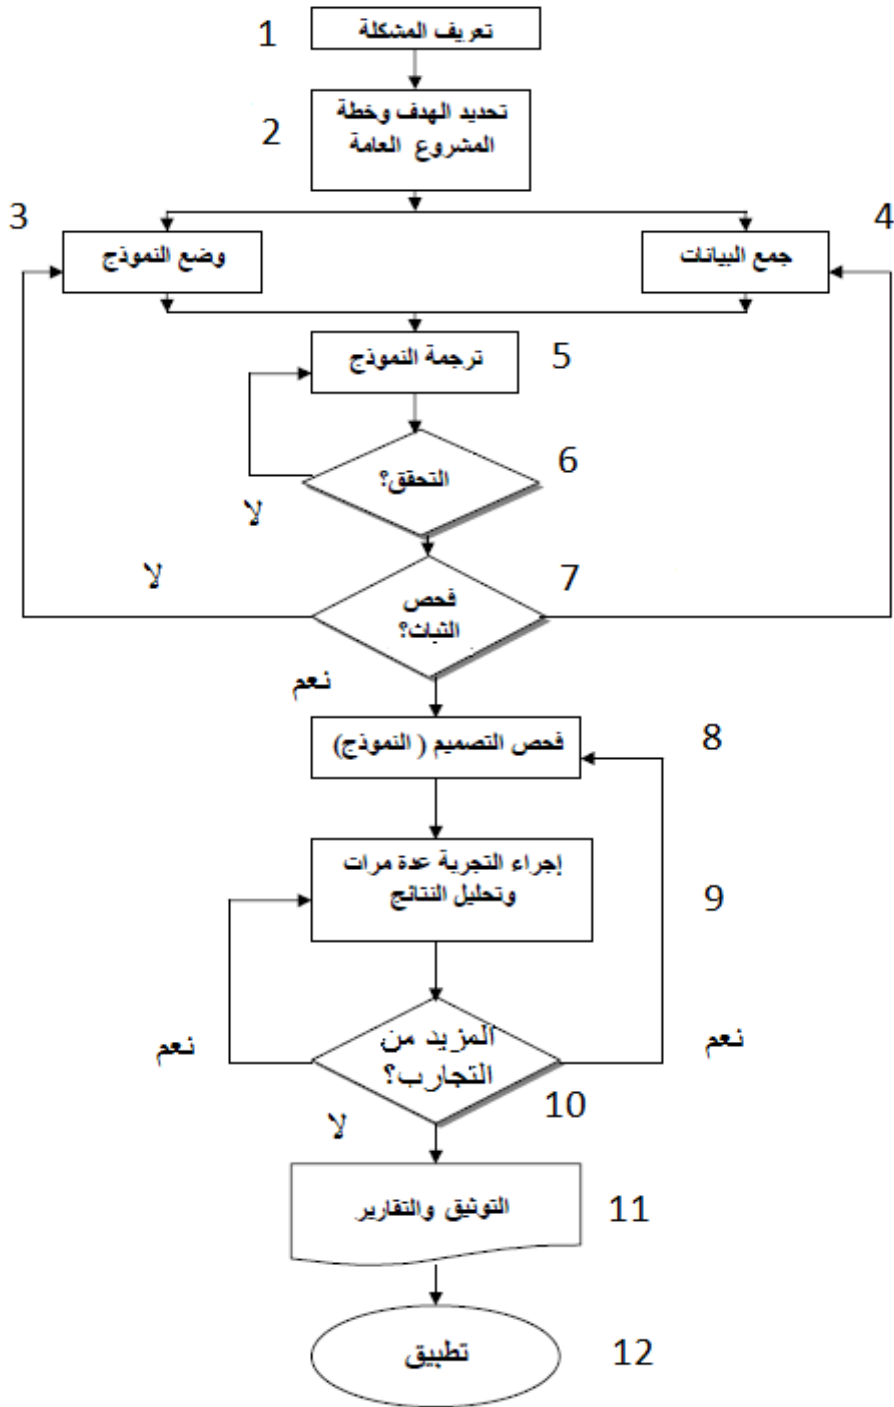 1
تعريف المشكلة
2
تحديد الهدف وخطة
المشروع العامة
3
وضع النموذج
4
جمع البيانات
5
ترجمة النموذج
6
التحقق؟
لا
7
فحص
الثبات؟
لا
نعم
8
فحص التصميم ( النموذج)
9
إجراء التجربة عدة مرات
وتحليل النتائج
10
المزيد من
التجارب؟
نعم
نعم
لا
11
التوثيق والتقارير
12
تطبيق